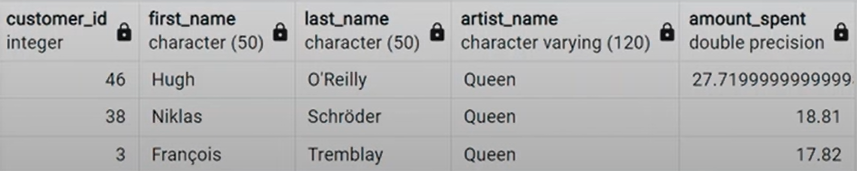 customer_id first_name last_name artist_name amount_spent
integer character (50) character (50) character varying (120) double precision
46 Hugh O'Reilly Queen 27.7199999999999
38 Niklas Schröder Queen 18.81
3 François Tremblay Queen 17.82